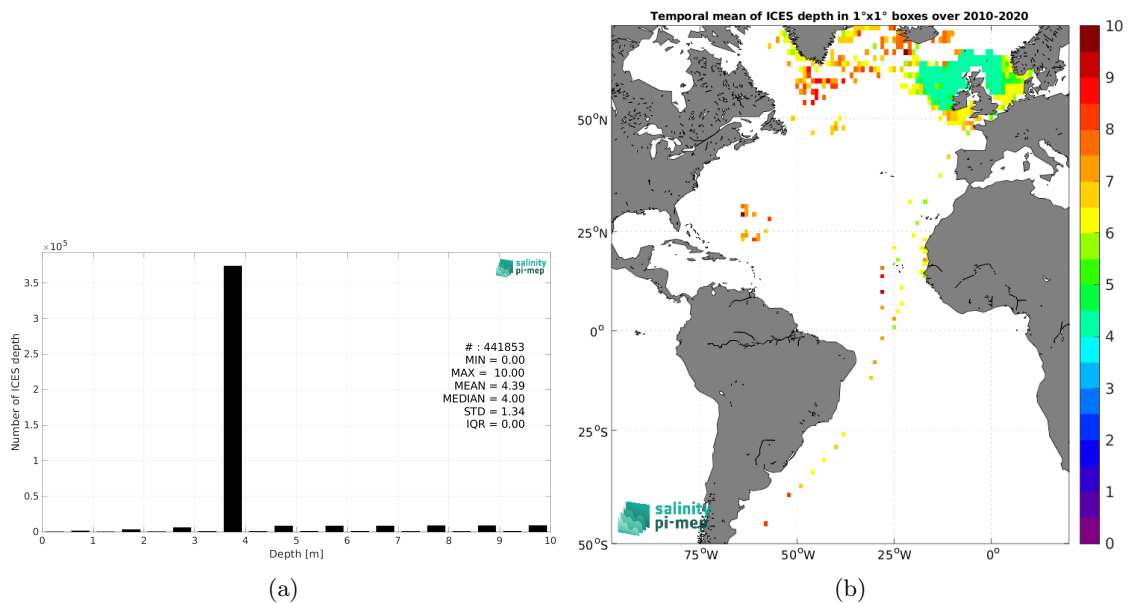 ×10⁵
3.5
3
2.5
2
1.5
1
0.5
0
Number of ICES depth
0 1 2 3 4 5 6 7 8 9 10
Depth [m]
salinity
pi-mep
# : 441853
MIN = 0.00
MAX = 10.00
MEAN = 4.39
MEDIAN = 4.00
STD = 1.34
IQR = 0.00
(a)
Temporal mean of ICES depth in 1°x1° boxes over 2010-2020
50°N
25°N
0°
25°S
50°S
75°W 50°W 25°W 0°
salinity
pi-mep
10
9
8
7
6
5
4
3
2
1
0
(b)